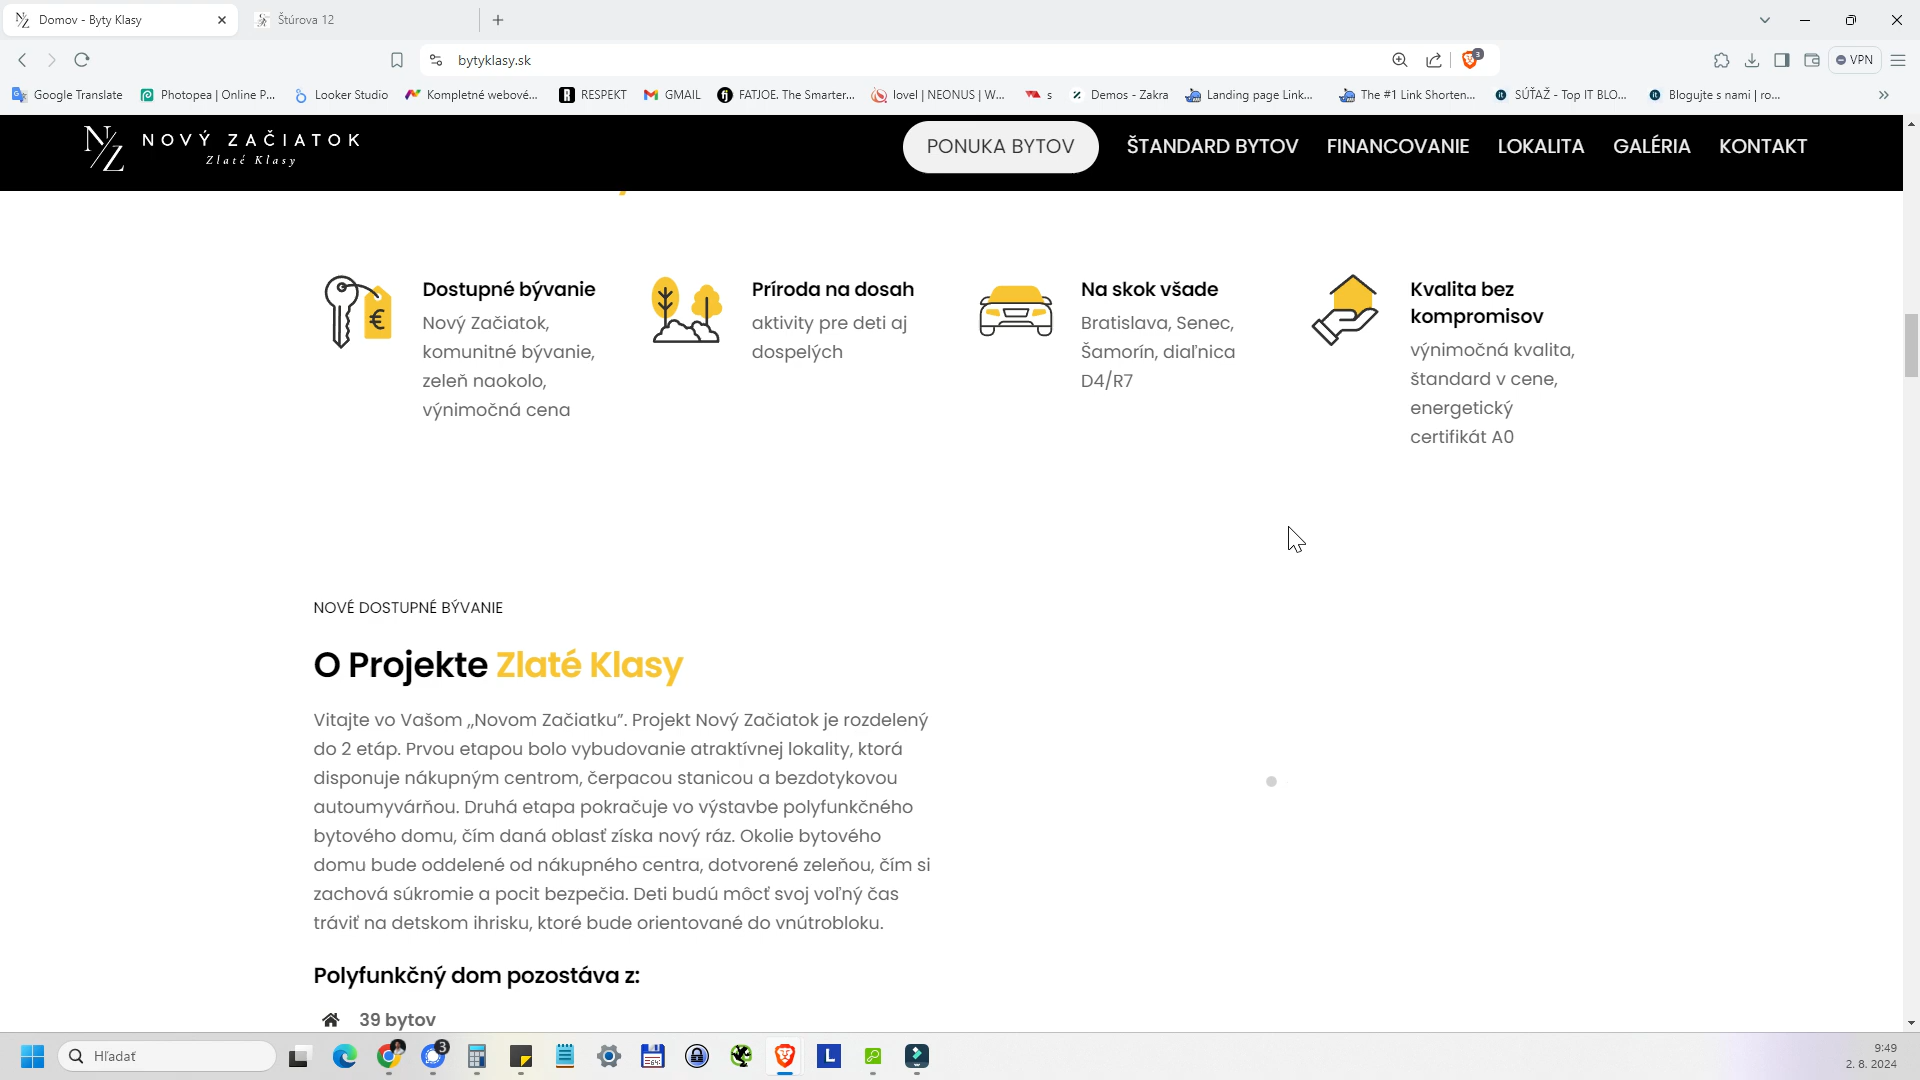 Domov - Byty Klasy
Štúrova 12
bytyklasy.sk
3
VPN
Google Translate
Photopea | Online P...
Looker Studio
Kompletné webové...
RESPEKT
GMAIL
FATJOE. The Smarter...
lovel | NEONUS | W...
s
Demos - Zakra
Landing page Link...
The #1 Link Shorten...
SÚŤAŽ - Top IT BLO...
Blogujte s nami | ro...
NZ
NOVÝ ZAČIATOK
Zlaté Klasy
PONUKA BYTOV
ŠTANDARD BYTOV
FINANCOVANIE
LOKALITA
GALÉRIA
KONTAKT
€
Dostupné bývanie
Nový Začiatok,
komunitné bývanie,
zeleň naokolo,
výnimočná cena
Príroda na dosah
aktivity pre deti aj
dospelých
Na skok všade
Bratislava, Senec,
Šamorín, diaľnica
D4/R7
Kvalita bez
kompromisov
výnimočná kvalita,
štandard v cene,
energetický
certifikát A0
NOVÉ DOSTUPNÉ BÝVANIE
O Projekte Zlaté Klasy
Vitajte vo Vašom „Novom Začiatku”. Projekt Nový Začiatok je rozdelený
do 2 etáp. Prvou etapou bolo vybudovanie atraktívnej lokality, ktorá
disponuje nákupným centrom, čerpacou stanicou a bezdotykovou
autoumyvárňou. Druhá etapa pokračuje vo výstavbe polyfunkčného
bytového domu, čím daná oblasť získa nový ráz. Okolie bytového
domu bude oddelené od nákupného centra, dotvorené zeleňou, čím si
zachová súkromie a pocit bezpečia. Deti budú môcť svoj voľný čas
tráviť na detskom ihrisku, ktoré bude orientované do vnútrobloku.
Polyfunkčný dom pozostáva z:
39 bytov
Hľadať
3
L
9:49
2. 8. 2024